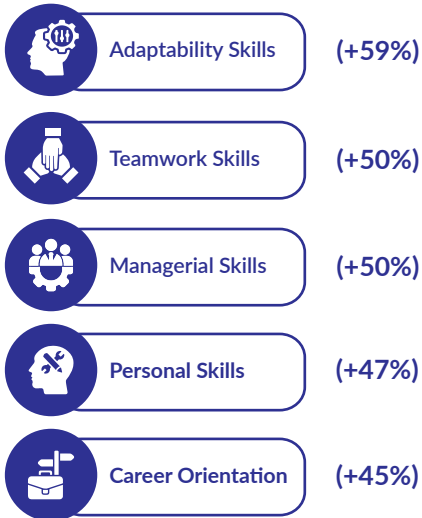 Adaptability Skills (+59%)
Teamwork Skills (+50%)
Managerial Skills (+50%)
Personal Skills (+47%)
Career Orientation (+45%)